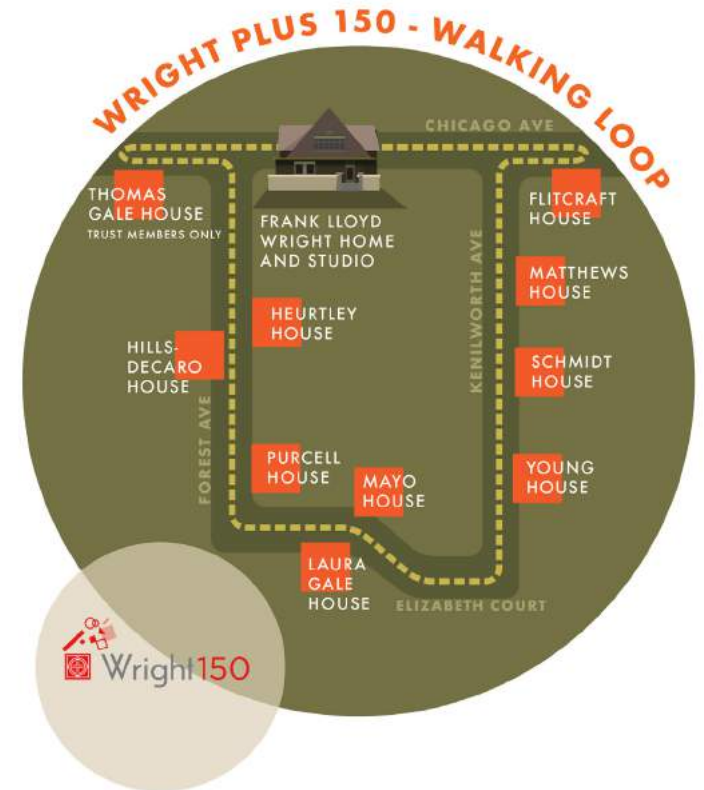 WRIGHT PLUS 150 - WALKING LOOP
CHICAGO AVE
THOMAS
GALE HOUSE
TRUST MEMBERS ONLY
FRANK LLOYD
WRIGHT HOME
AND STUDIO
FLITCRAFT
HOUSE
MATTHEWS
HOUSE
KENILWORTH AVE
HEURTLEY
HOUSE
HILLS-
DECARO
HOUSE
SCHMIDT
HOUSE
FOREST AVE
PURCELL
HOUSE
MAYO
HOUSE
YOUNG
HOUSE
LAURA
GALE
HOUSE
ELIZABETH COURT
Wright150